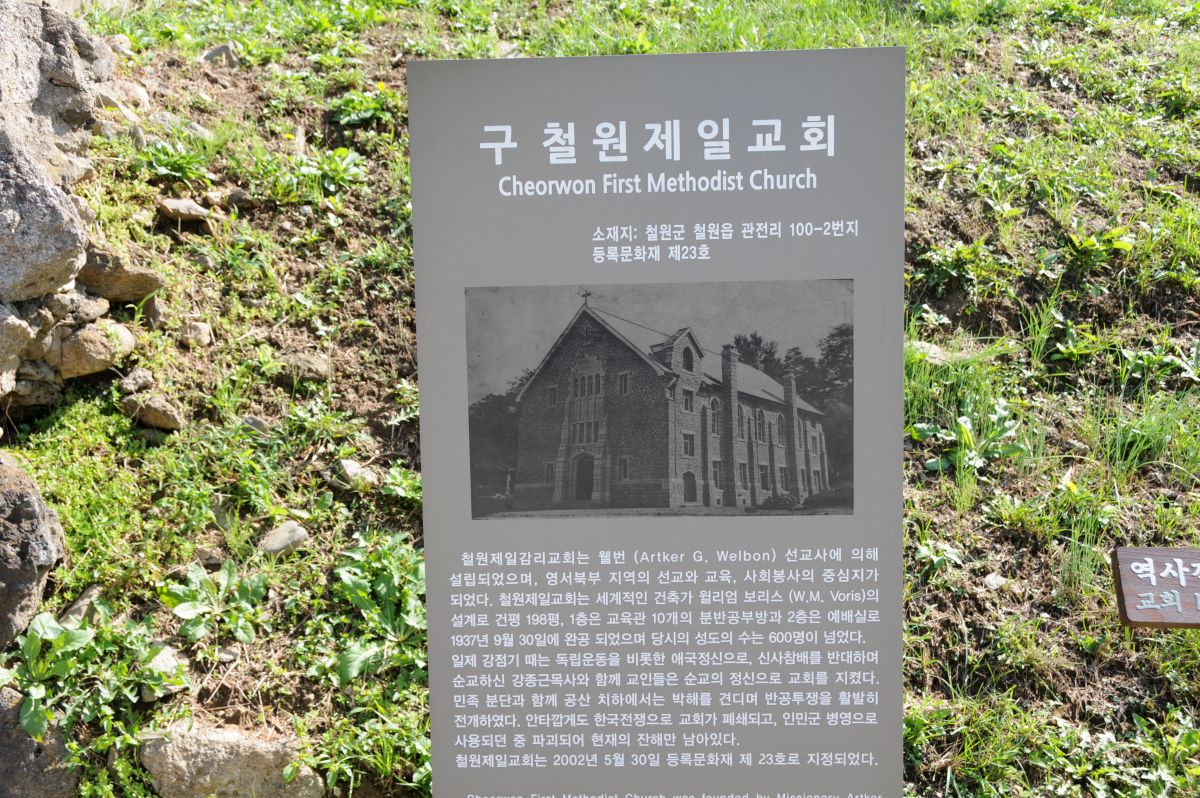 구 철원제일교회
Cheorwon First Methodist Church
소재지: 철원군 철원읍 관전리 100-2번지
등록문화재 제23호
철원제일감리교회는 웰번 (Artker G. Welbon) 선교사에 의해
설립되었으며, 영서북부 지역의 선교와 교육, 사회봉사의 중심지가
되었다. 철원제일교회는 세계적인 건축가 윌리엄 보리스 (W.M. Voris)의
설계로 건평 198평, 1층은 교육관 10개의 분반공부방과 2층은 예배실로
1937년 9월 30일에 완공 되었으며 당시의 성도의 수는 600명이 넘었다.
일제 강점기 때는 독립운동을 비롯한 애국정신으로, 신사참배를 반대하며
순교하신 강종근목사와 함께 교인들은 순교의 정신으로 교회를 지켰다.
민족 분단과 함께 공산 치하에서는 박해를 견디며 반공투쟁을 활발히
전개하였다. 안타깝게도 한국전쟁으로 교회가 폐쇄되고, 인민군 병영으로
사용되던 중 파괴되어 현재의 잔해만 남아있다.
철원제일교회는 2002년 5월 30일 등록문화재 제 23호로 지정되었다.
Cheorwon First Methodist Church was founded by Missionary Artker
역사
교회